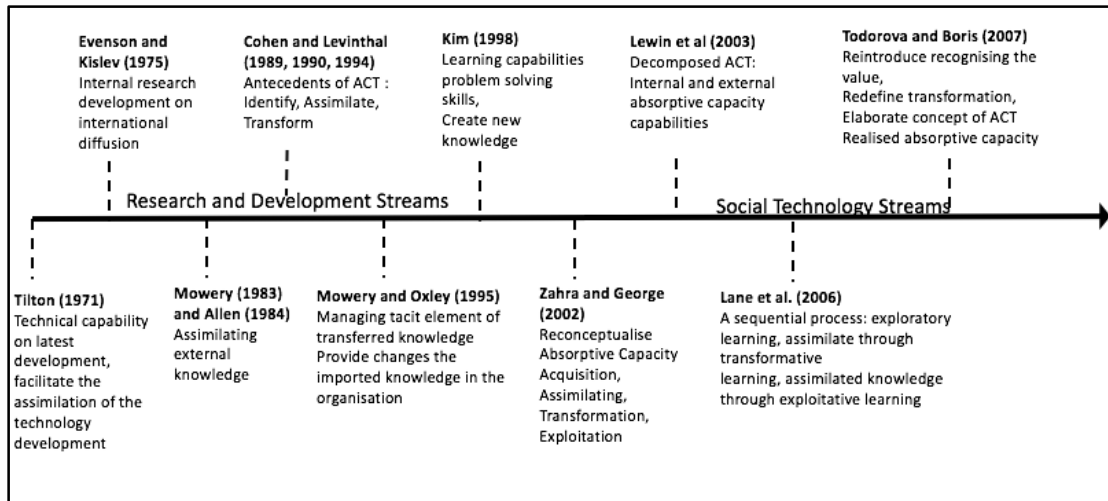 Evenson and
Kislev (1975)
Internal research
development on
international
diffusion
Cohen and Levinthal
(1989, 1990, 1994)
Antecedents of ACT :
Identify, Assimilate,
Transform
Kim (1998)
Learning capabilities
problem solving
skills,
Create new
knowledge
Lewin et al (2003)
Decomposed ACT:
Internal and external
absorptive capacity
capabilities
Todorova and Boris (2007)
Reintroduce recognising the
value,
Redefine transformation,
Elaborate concept of ACT
Realised absorptive capacity
Research and Development Streams
Social Technology Streams
Tilton (1971)
Technical capability
on latest
development,
facilitate the
assimilation of the
technology
development
Mowery (1983)
and Allen (1984)
Assimilating
external
knowledge
Mowery and Oxley (1995)
Managing tacit element of
transferred knowledge
Provide changes the
imported knowledge in the
organisation
Zahra and George
(2002)
Reconceptualise
Absorptive Capacity
Acquisition,
Assimilating,
Transformation,
Exploitation
Lane et al. (2006)
A sequential process: exploratory
learning, assimilate through
transformative
learning, assimilated knowledge
through exploitative learning